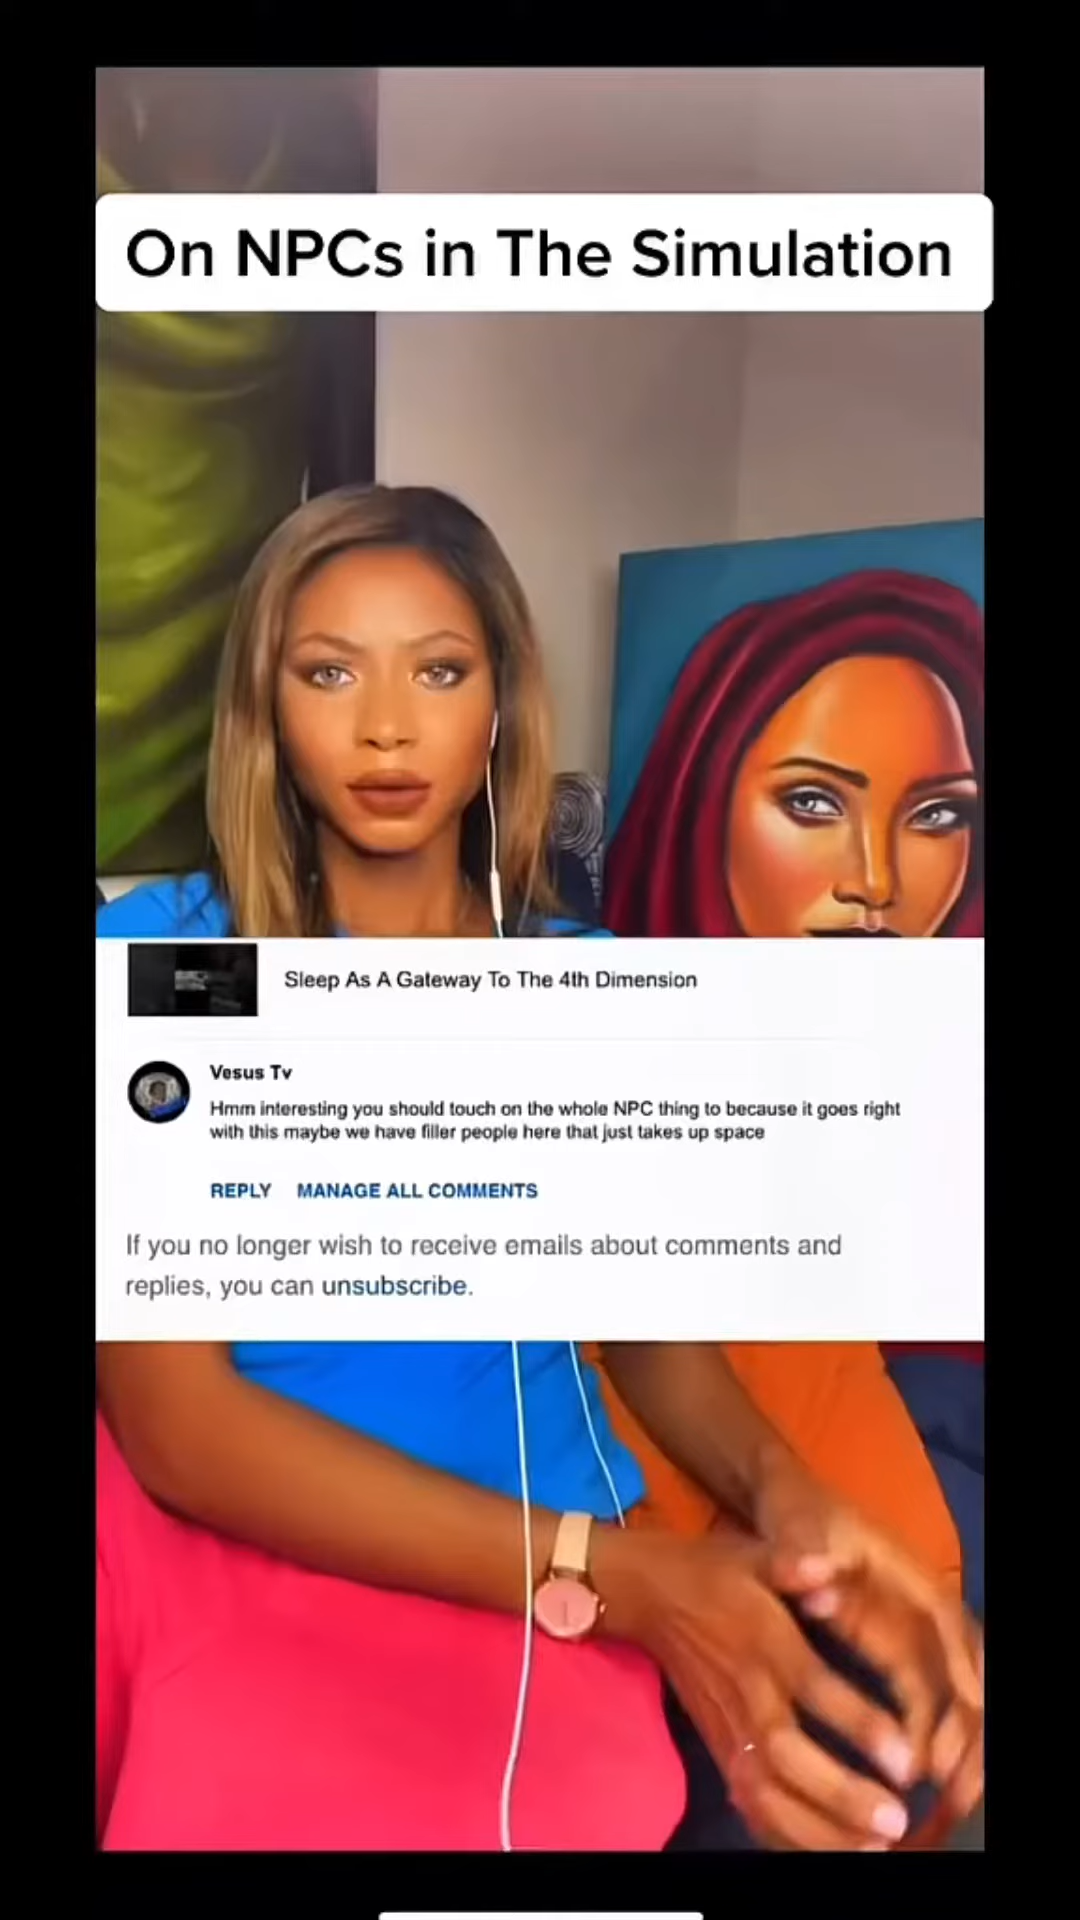 On NPCs in The Simulation
Sleep As A Gateway To The 4th Dimension
Vesus Tv
Hmm interesting you should touch on the whole NPC thing to because it goes right
with this maybe we have filler people here that just takes up space
REPLY MANAGE ALL COMMENTS
If you no longer wish to receive emails about comments and
replies, you can unsubscribe.